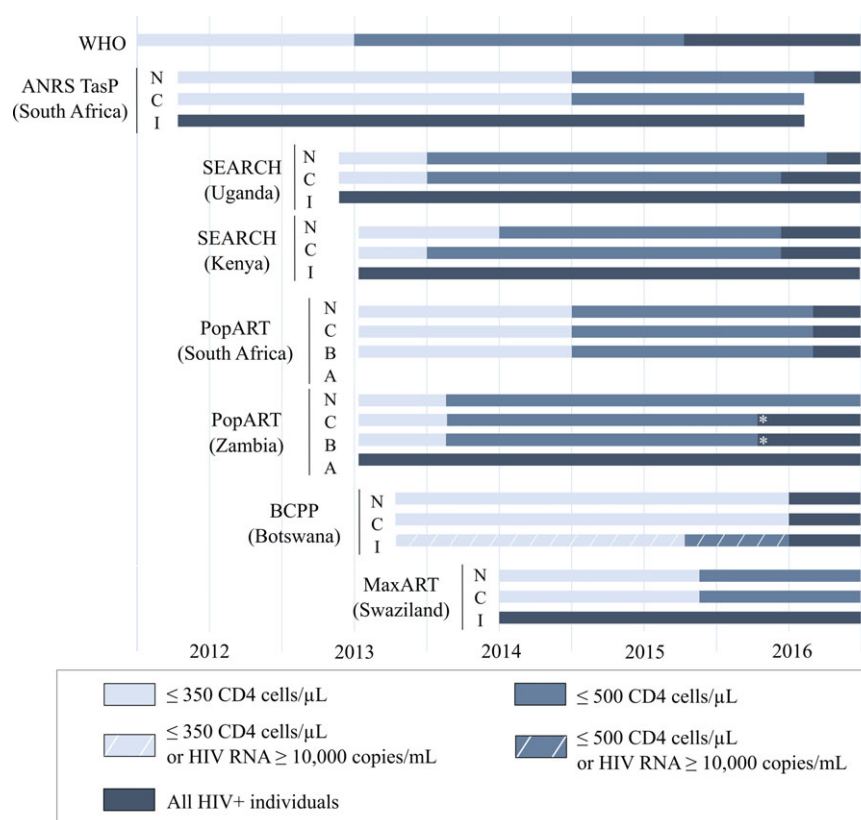 WHO
ANRS TasP
(South Africa)
N
C
I
SEARCH
(Uganda)
N
C
I
SEARCH
(Kenya)
N
C
I
PopART
(South Africa)
N
C
B
A
PopART
(Zambia)
N
C
*
B
*
A
BCPP
(Botswana)
N
C
I
MaxART
(Swaziland)
N
C
I
2012 2013 2014 2015 2016
≤ 350 CD4 cells/µL
≤ 500 CD4 cells/µL
≤ 350 CD4 cells/µL
or HIV RNA ≥ 10,000 copies/mL
≤ 500 CD4 cells/µL
or HIV RNA ≥ 10,000 copies/mL
All HIV+ individuals